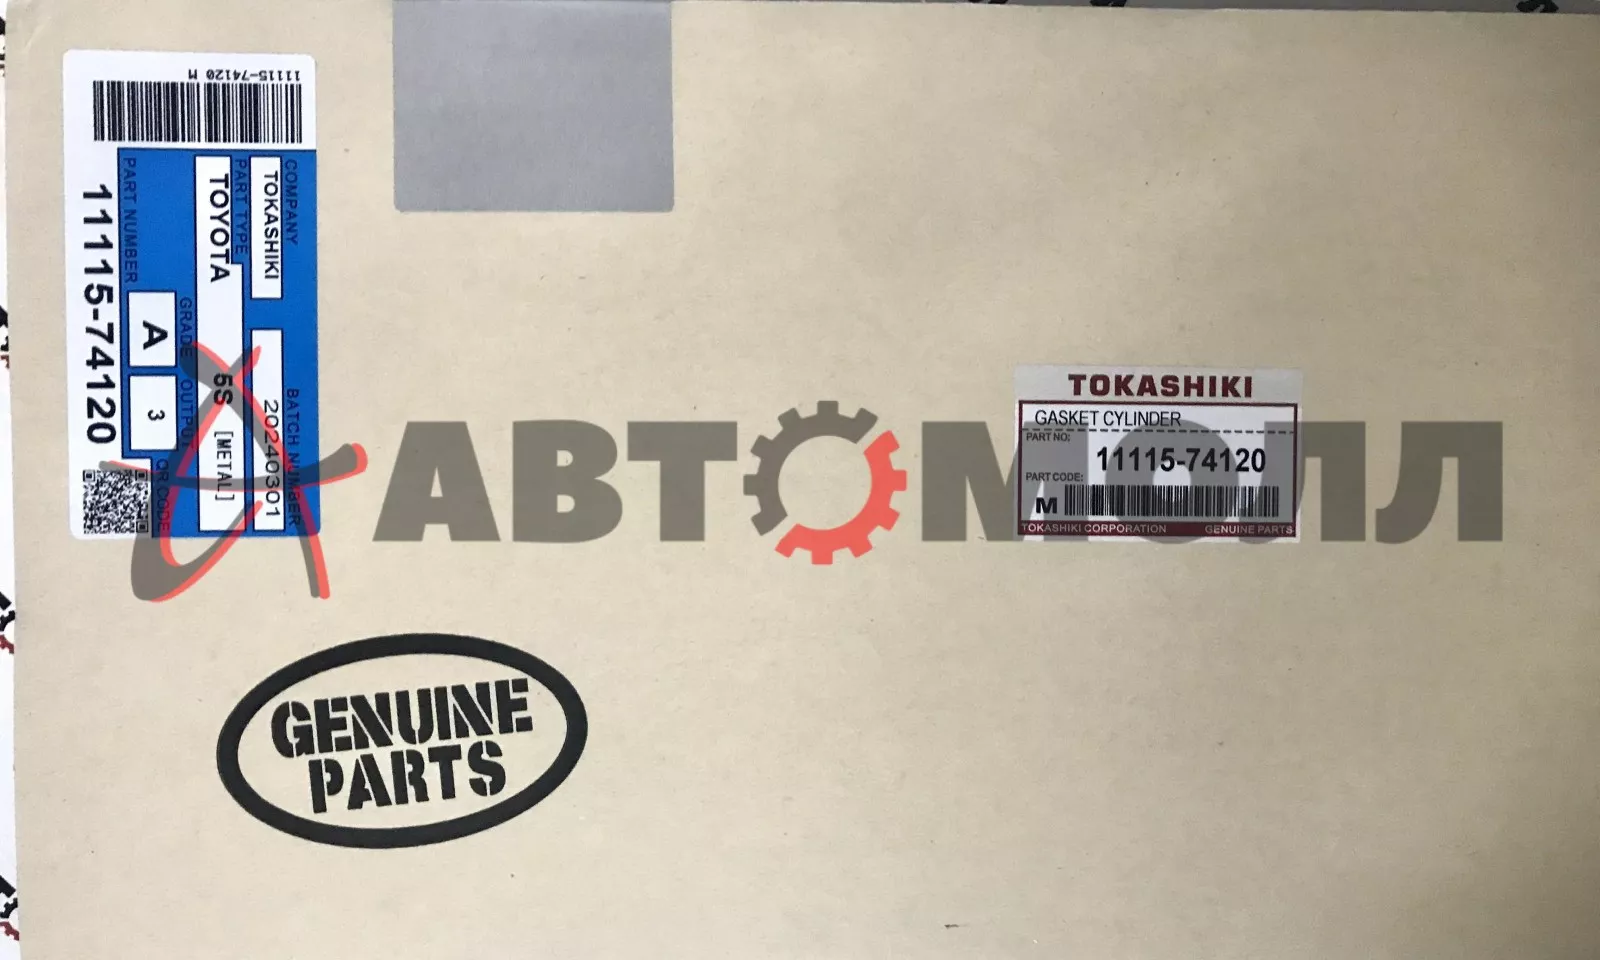 11115-74120 M
COMPANY
TOKASHIKI
BATCH NUMBER
20240301
PART TYPE
TOYOTA 5S [METAL]
GRADE OUTPUT
A 3
PART NUMBER
11115-74120
QR CODE
АВТОМОЛЛ
TOKASHIKI
GASKET CYLINDER
PART NO:
11115-74120
PART CODE:
M
TOKASHIKI CORPORATION GENUINE PARTS
GENUINE
PARTS